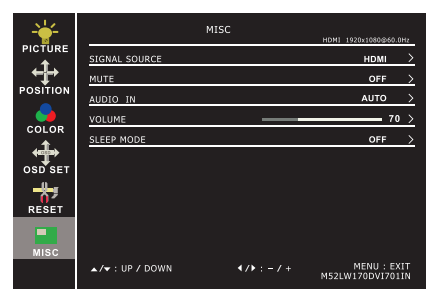 MISC
HDMI 1920x1080@60.0Hz
PICTURE
POSITION
COLOR
OSD
OSD SET
RESET
MISC
SIGNAL SOURCE HDMI >
MUTE OFF >
AUDIO IN AUTO >
VOLUME 70 >
SLEEP MODE OFF >
▲/▼ : UP / DOWN
◀/▶ : – / +
MENU : EXIT
M52LW170DVI701IN